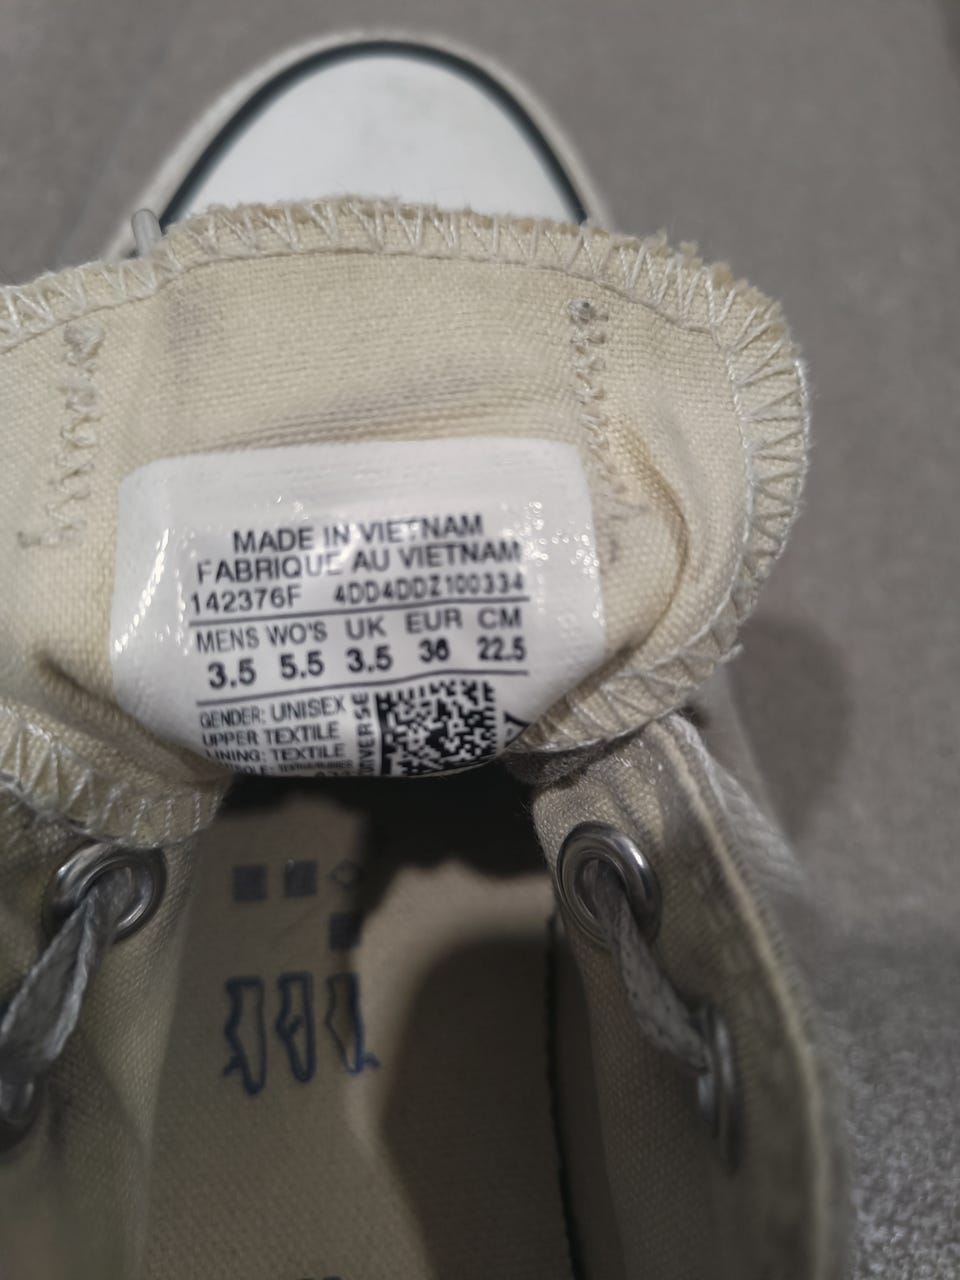 MADE IN VIETNAM
FABRIQUE AU VIETNAM
142376F 4DD4DDZ100334
MENS WO'S UK EUR CM
3.5 5.5 3.5 36 22.5
GENDER: UNISEX
UPPER TEXTILE
LINING: TEXTILE
CONVERSE